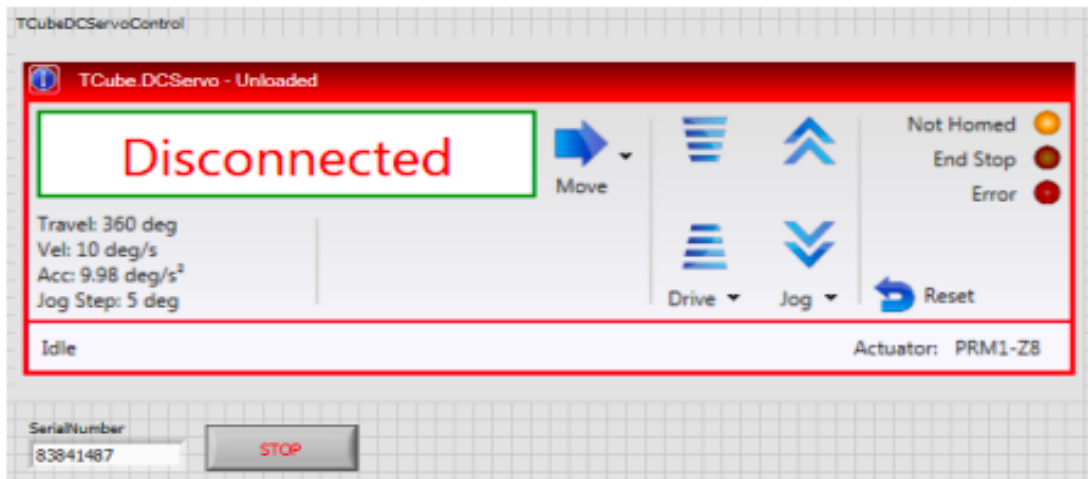 TCubeDCServoControl
TCube.DCServo - Unloaded
Disconnected
Move
Not Homed
End Stop
Error
Travel: 360 deg
Vel: 10 deg/s
Acc: 9.98 deg/s²
Jog Step: 5 deg
Drive
Jog
Reset
Idle
Actuator: PRM1-Z8
SerialNumber
83841487
STOP